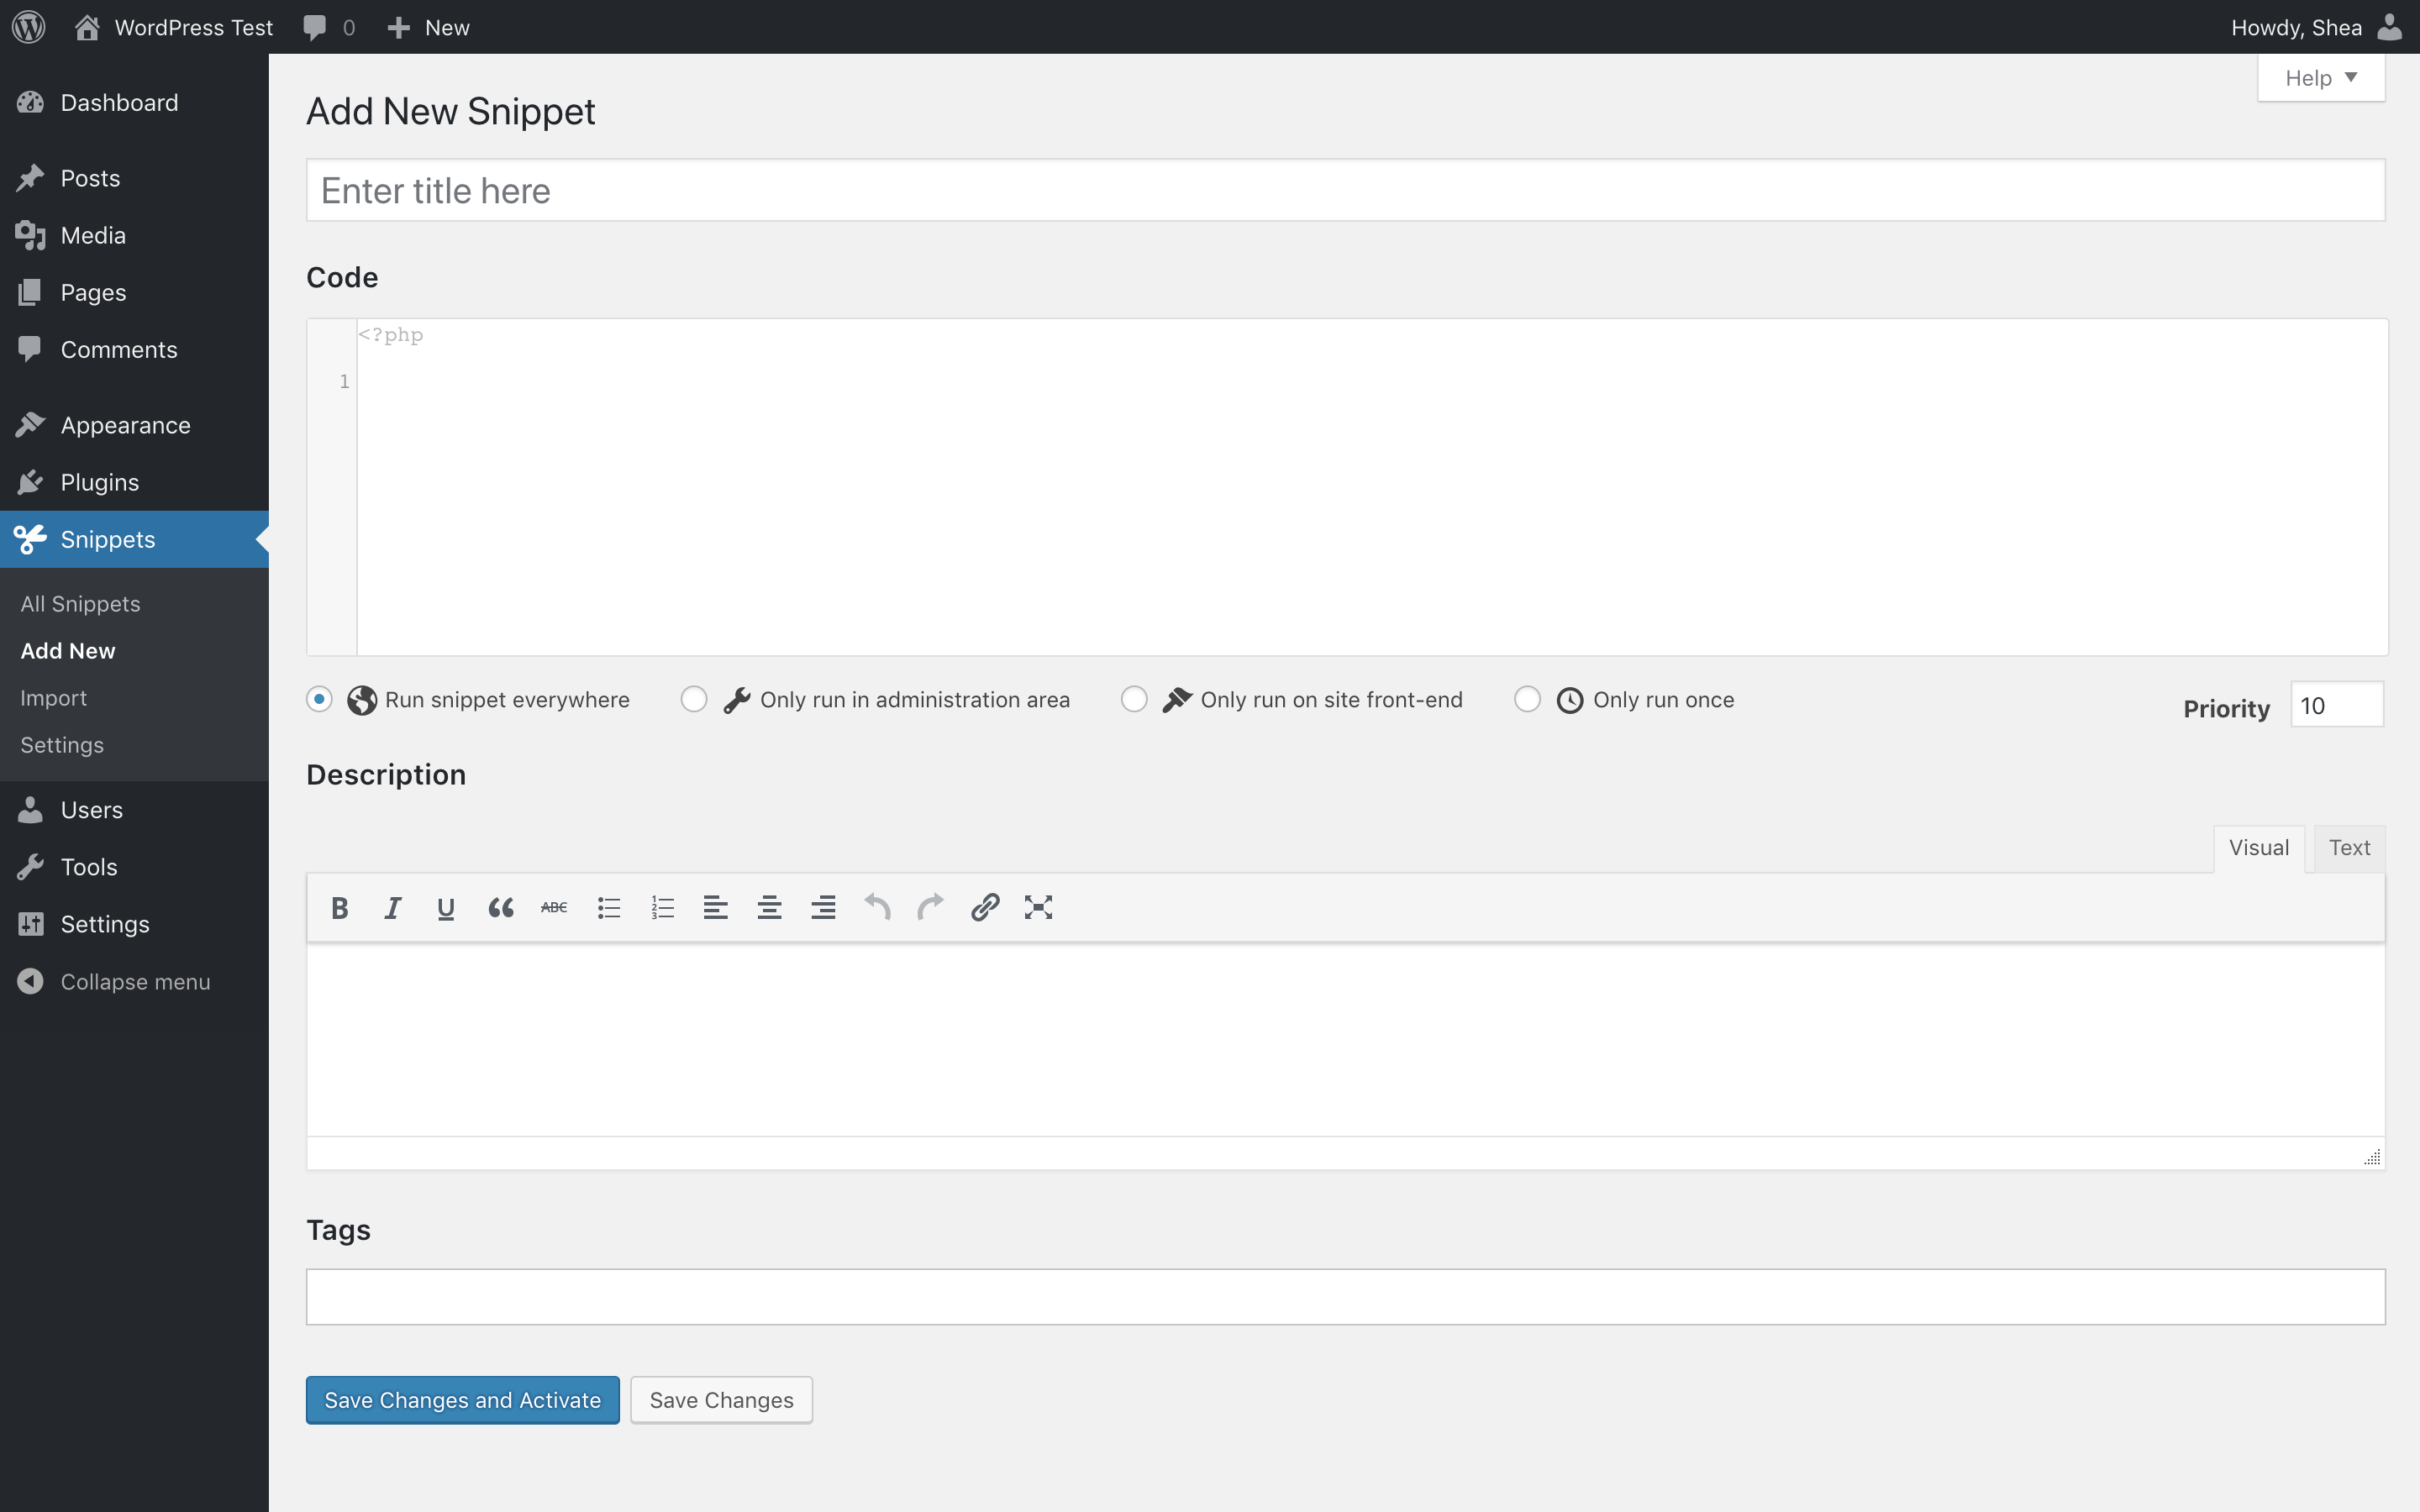 WordPress Test
0
New
Howdy, Shea
Dashboard
Posts
Media
Pages
Comments
Appearance
Plugins
Snippets
All Snippets
Add New
Import
Settings
Users
Tools
Settings
Collapse menu
Help
Add New Snippet
Enter title here
Code
<?php
1
Run snippet everywhere
Only run in administration area
Only run on site front-end
Only run once
Priority
10
Description
Visual
Text
B I U ABC
Tags
Save Changes and Activate
Save Changes